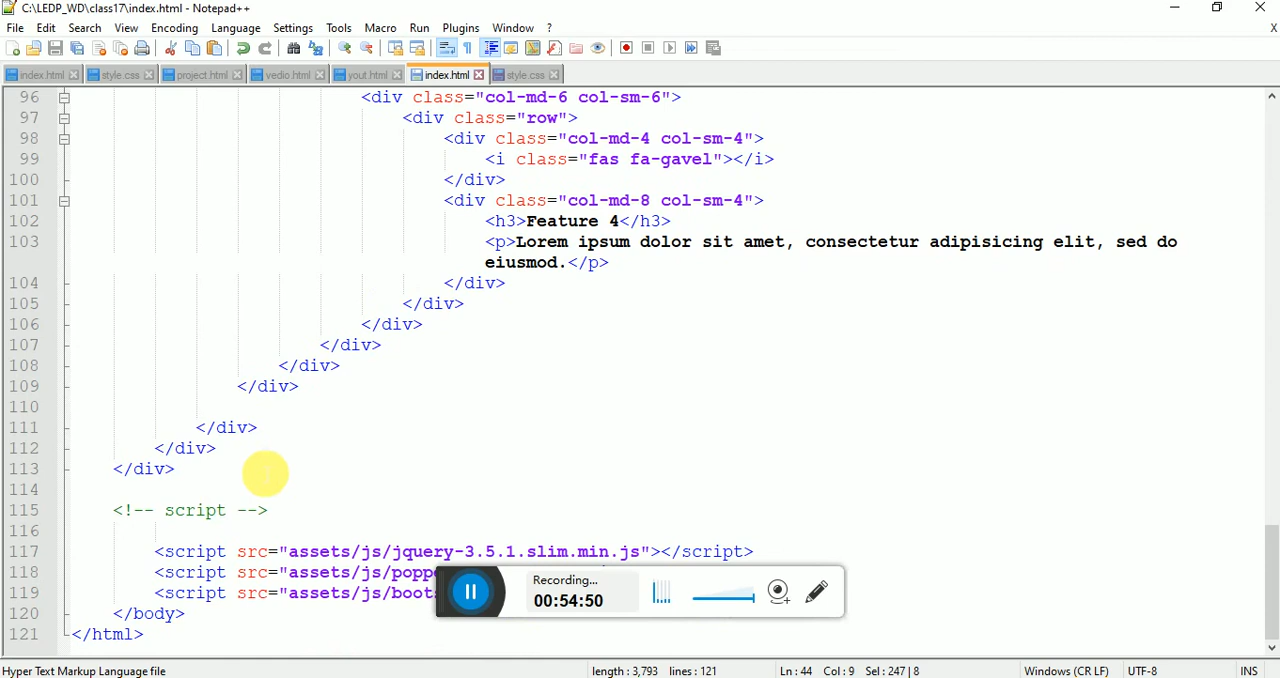 C:\LEDP_WD\class17\index.html - Notepad++
File Edit Search View Encoding Language Settings Tools Macro Run Plugins Window ? X
index.html style.css project.html vedio.html yout.html index.html style.css
96 <div class="col-md-6 col-sm-6">
97 <div class="row">
98 <div class="col-md-4 col-sm-4">
99 <i class="fas fa-gavel"></i>
100 </div>
101 <div class="col-md-8 col-sm-4">
102 <h3>Feature 4</h3>
103 <p>Lorem ipsum dolor sit amet, consectetur adipisicing elit, sed do
eiusmod.</p>
104 </div>
105 </div>
106 </div>
107 </div>
108 </div>
109 </div>
110
111 </div>
112 </div>
113 </div>
114
115 <!-- script -->
116
117 <script src="assets/js/jquery-3.5.1.slim.min.js"></script>
118 <script src="assets/js/popp
119 <script src="assets/js/boot
120 </body>
121 </html>
Recording...
00:54:50
Hyper Text Markup Language file length : 3,793 lines : 121 Ln : 44 Col : 9 Sel : 247 | 8 Windows (CR LF) UTF-8 INS